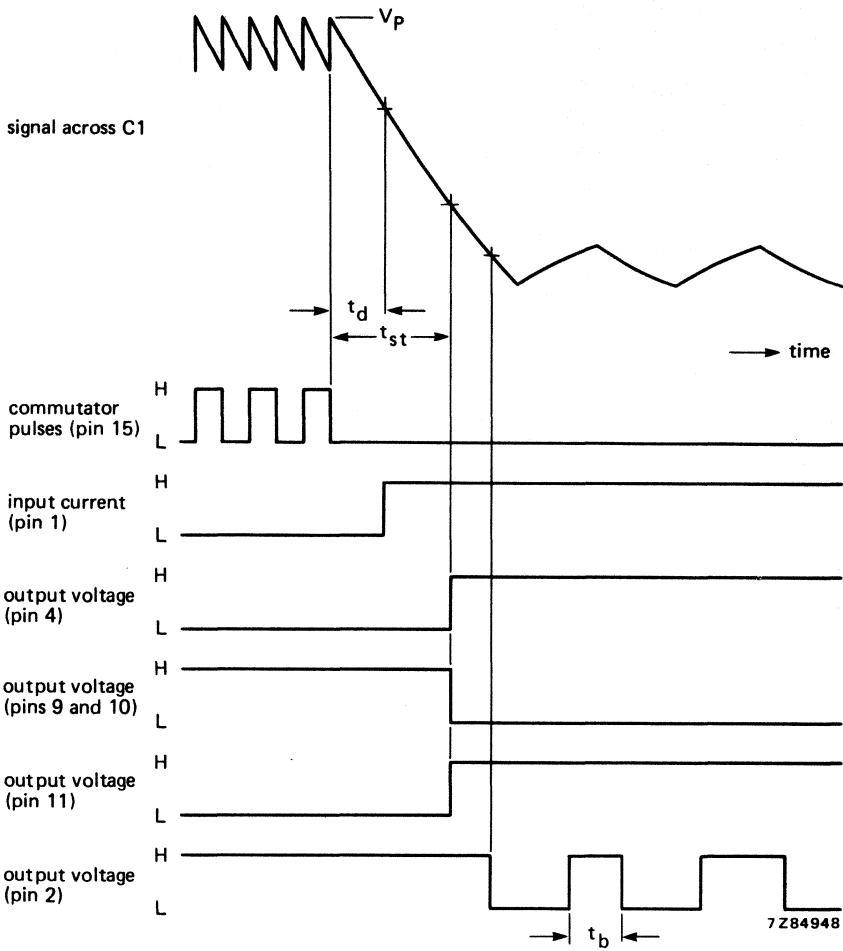 V_P
signal across C1
t_d
t_st
time
H
commutator
pulses (pin 15)
L
H
input current
(pin 1)
L
H
output voltage
(pin 4)
L
H
output voltage
(pins 9 and 10)
L
H
output voltage
(pin 11)
L
H
output voltage
(pin 2)
L
7Z84948
t_b